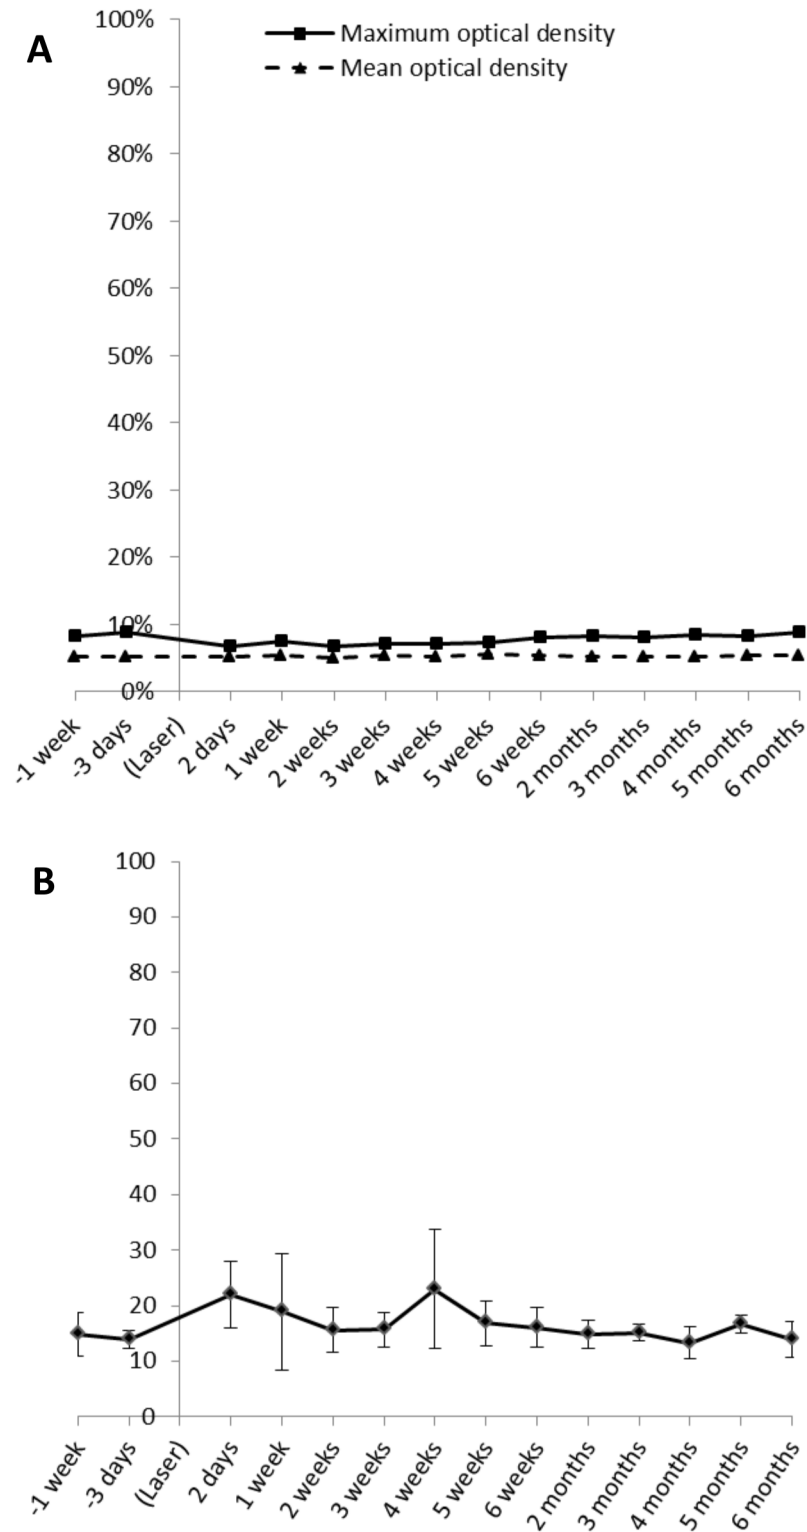 A
Maximum optical density
Mean optical density
100%
90%
80%
70%
60%
50%
40%
30%
20%
10%
0%
-1 week
-3 days
(Laser)
2 days
1 week
2 weeks
3 weeks
4 weeks
5 weeks
6 weeks
2 months
3 months
4 months
5 months
6 months
B
100
90
80
70
60
50
40
30
20
10
0
-1 week
-3 days
(Laser)
2 days
1 week
2 weeks
3 weeks
4 weeks
5 weeks
6 weeks
2 months
3 months
4 months
5 months
6 months